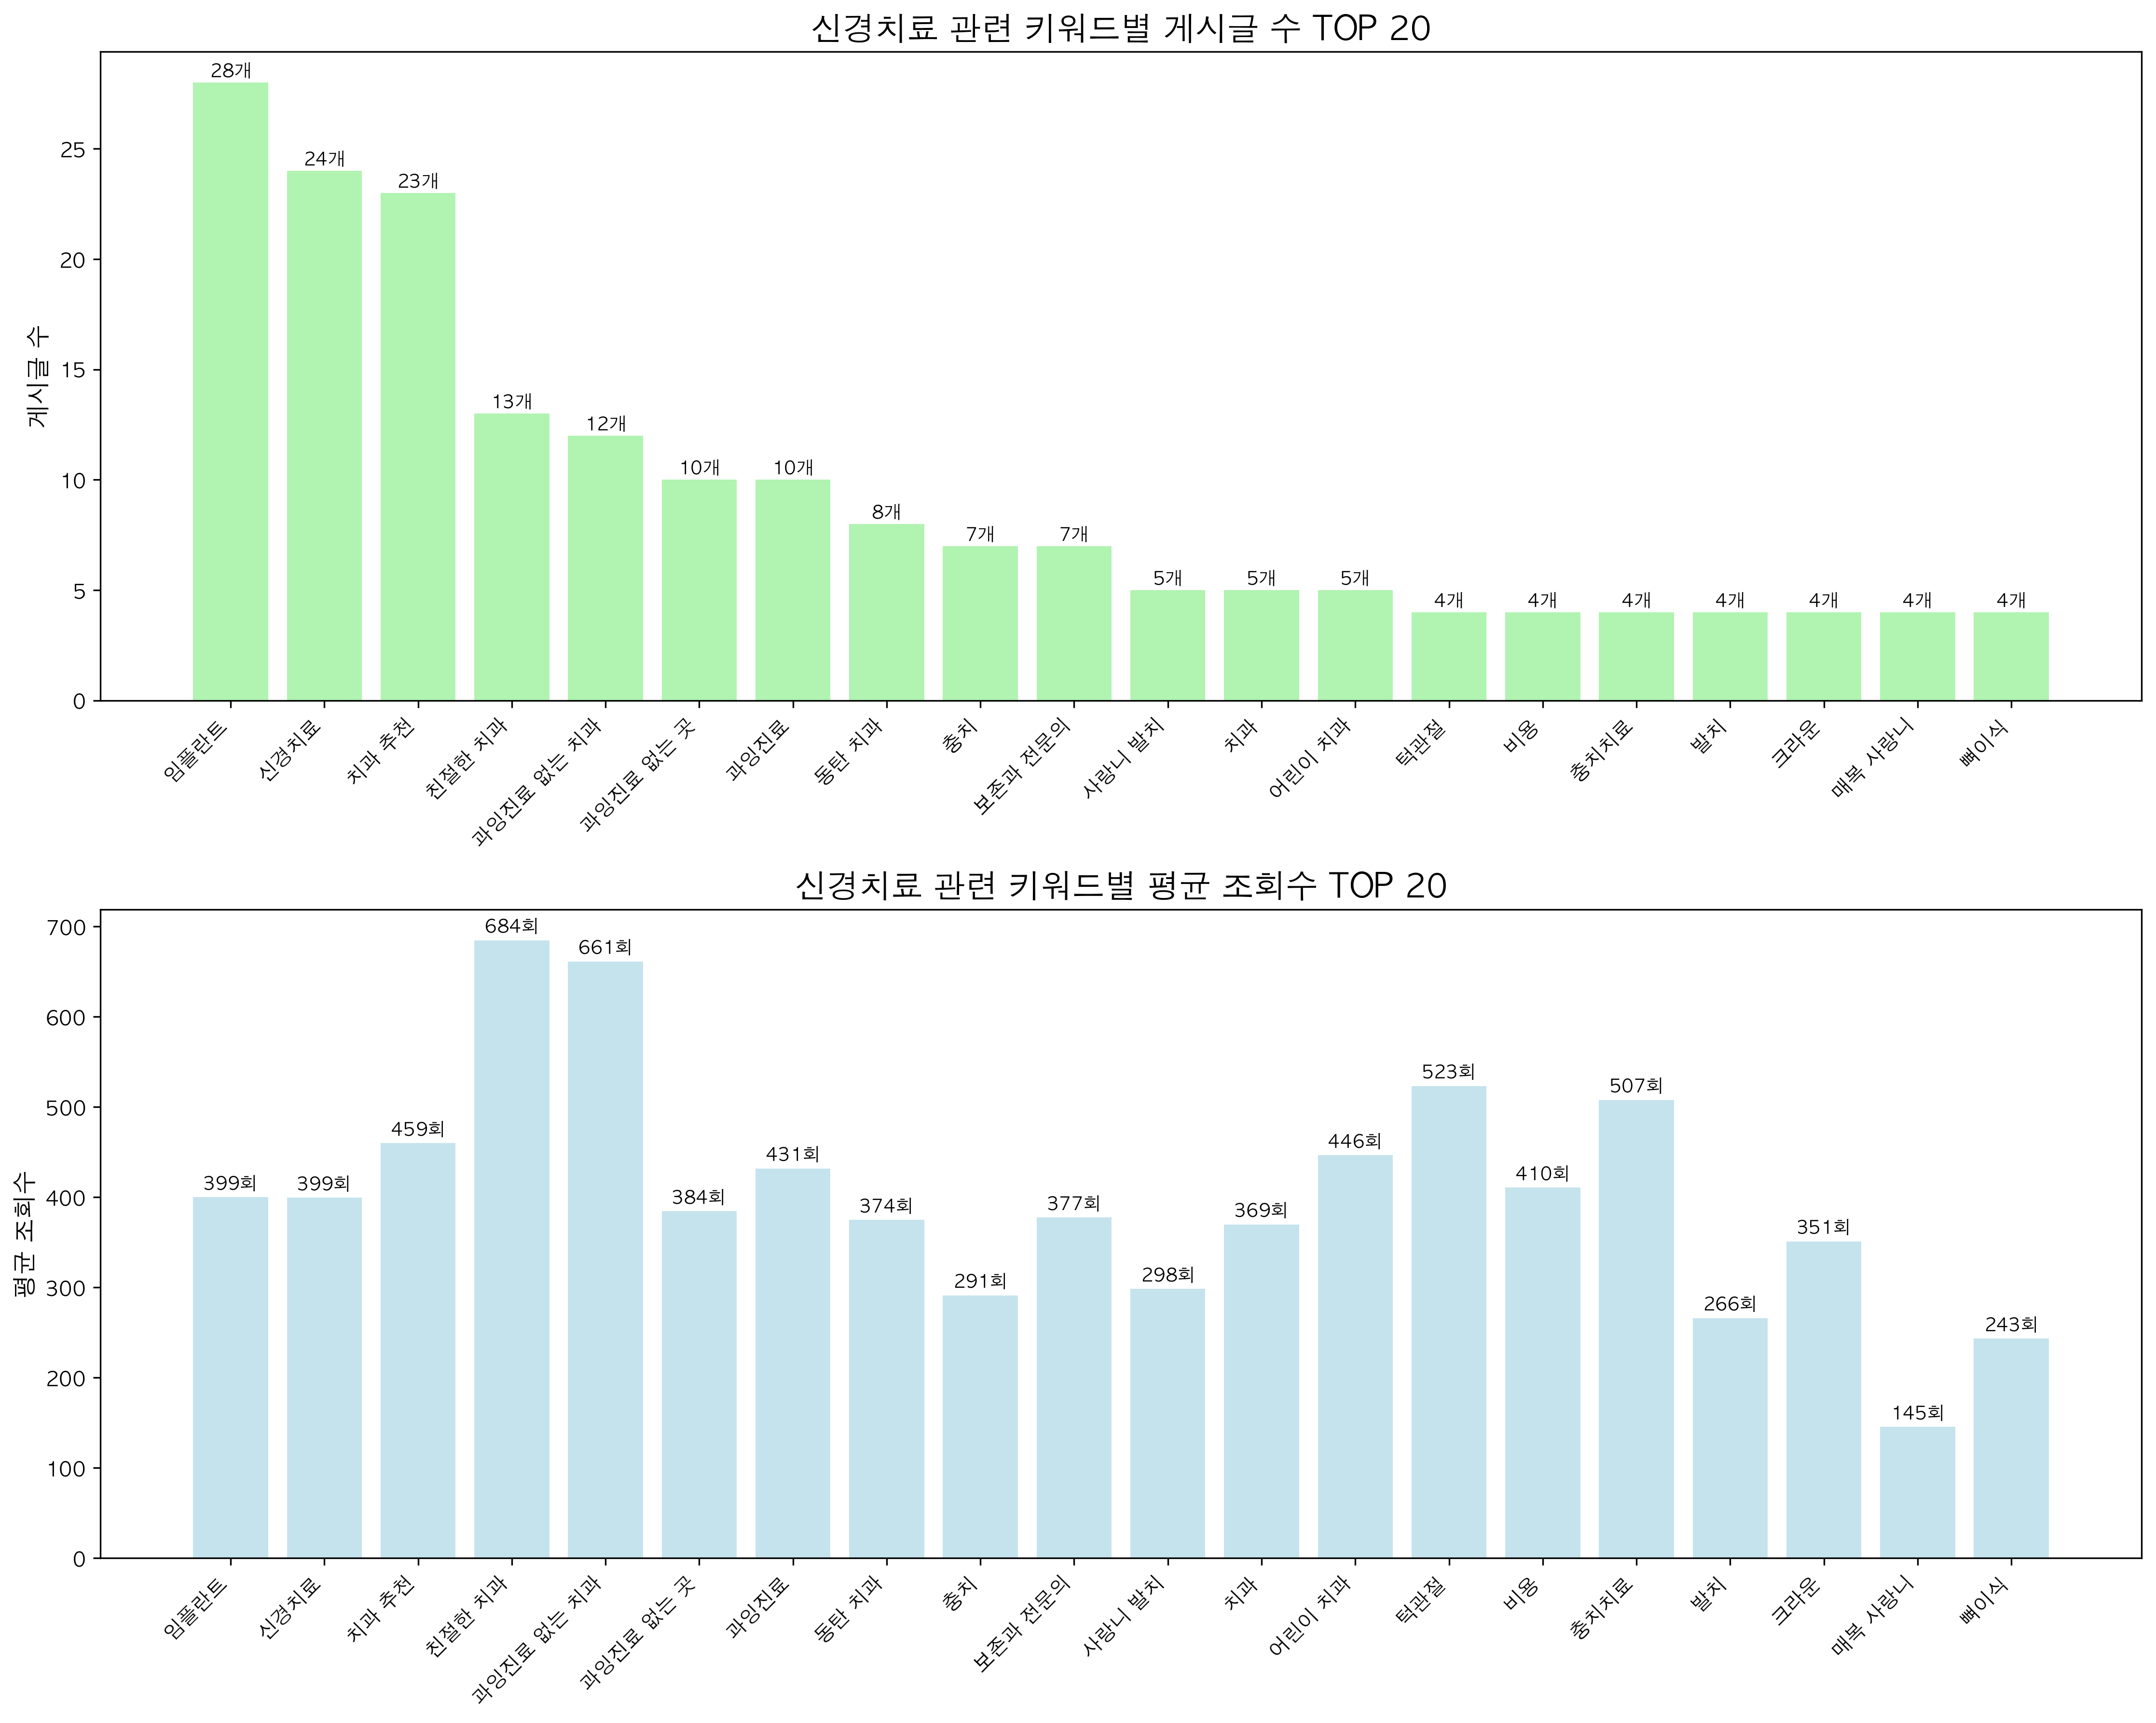 신경치료 관련 키워드별 게시글 수 TOP 20
게시글 수
25
20
15
10
5
0
28개
24개
23개
13개
12개
10개
10개
8개
7개
7개
5개
5개
5개
4개
4개
4개
4개
4개
4개
4개
임플란트
신경치료
치과 추천
친절한 치과
과잉진료 없는 치과
과잉진료 없는 곳
과잉진료
동탄 치과
충치
보존과 전문의
사랑니 발치
치과
어린이 치과
턱관절
비용
충치치료
발치
크라운
매복 사랑니
뼈이식
신경치료 관련 키워드별 평균 조회수 TOP 20
평균 조회수
700
600
500
400
300
200
100
0
399회
399회
459회
684회
661회
384회
431회
374회
291회
377회
298회
369회
446회
523회
410회
507회
266회
351회
145회
243회
임플란트
신경치료
치과 추천
친절한 치과
과잉진료 없는 치과
과잉진료 없는 곳
과잉진료
동탄 치과
충치
보존과 전문의
사랑니 발치
치과
어린이 치과
턱관절
비용
충치치료
발치
크라운
매복 사랑니
뼈이식